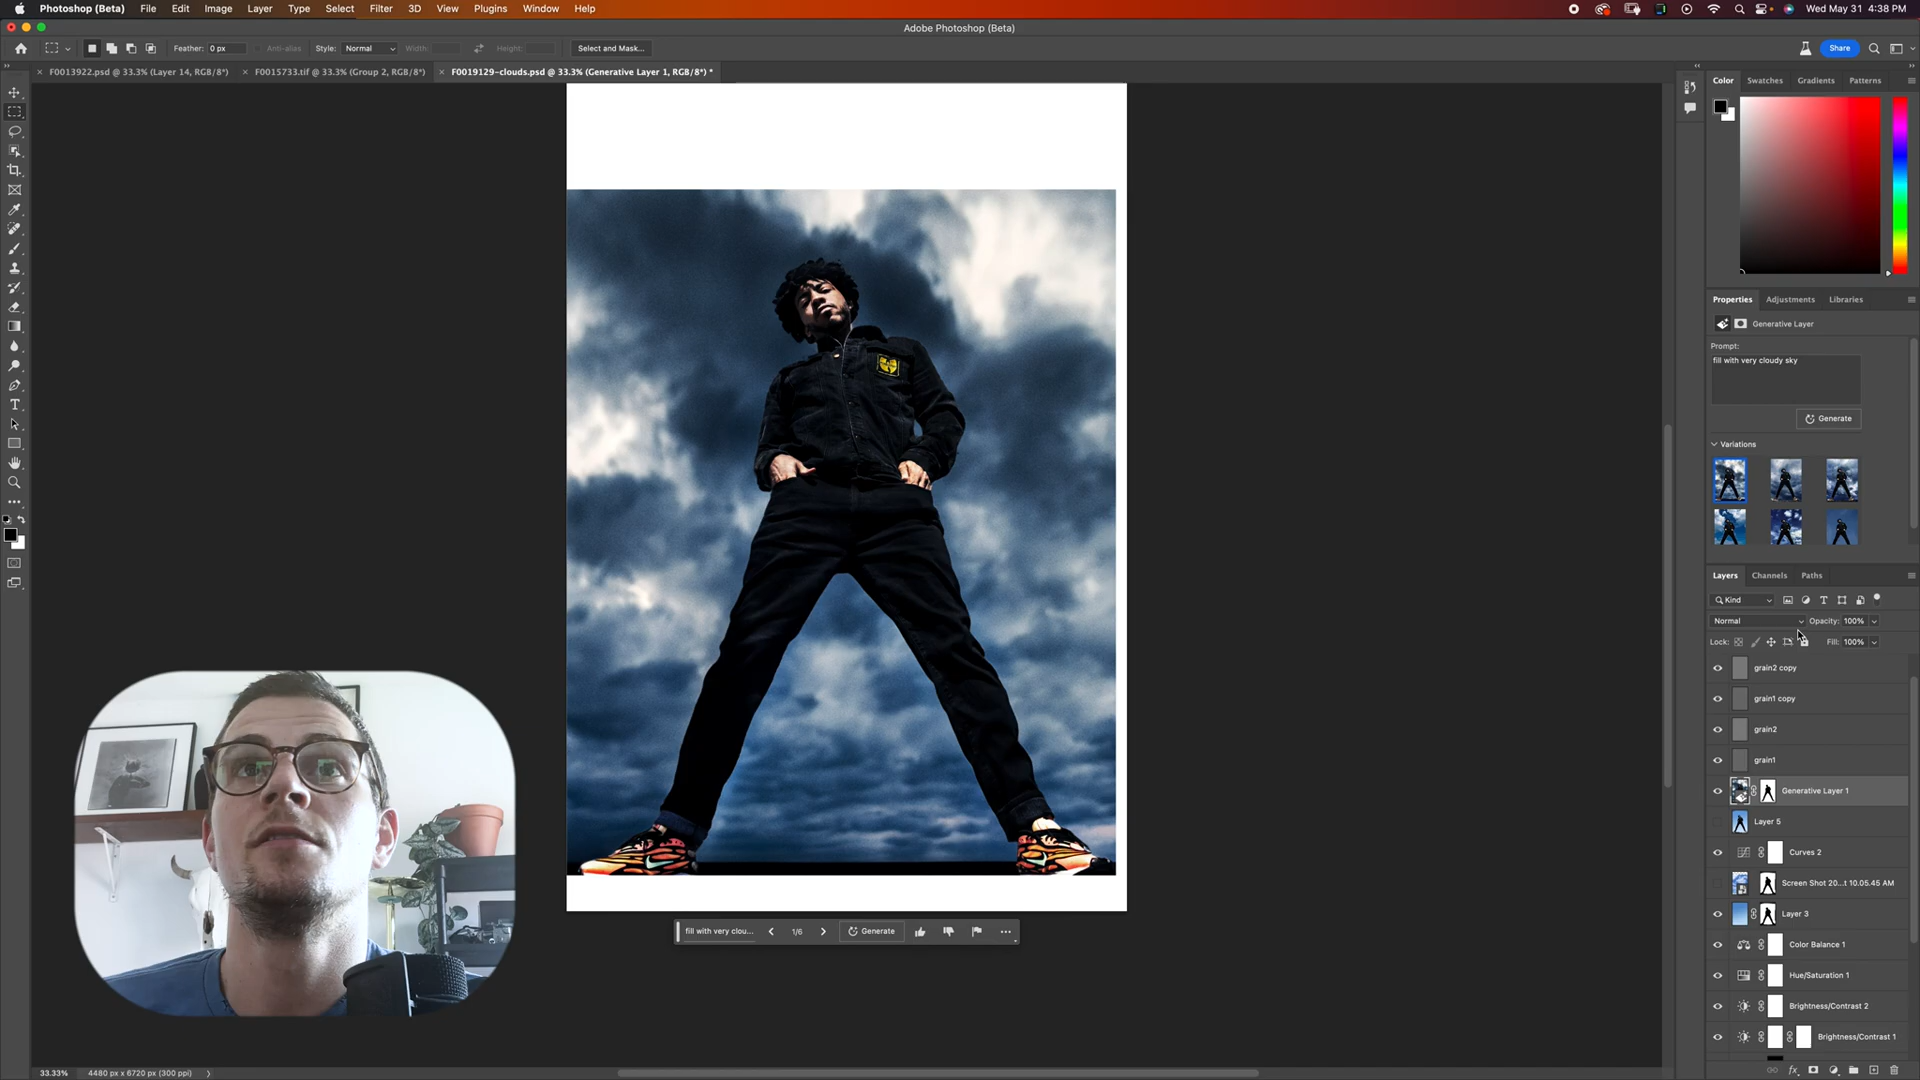 Photoshop (Beta) File Edit Image Layer Type Select Filter 3D View Plugins Window Help Wed May 31 4:38 PM
Adobe Photoshop (Beta)
Feather: 0 px Anti-alias Style: Normal Width: Height: Select and Mask... Share
F0013922.psd @ 33.3% (Layer 14, RGB/8*) F0015733.tif @ 33.3% (Group 2, RGB/8*) F0019129-clouds.psd @ 33.3% (Generative Layer 1, RGB/8*) *
Color Swatches Gradients Patterns
Properties Adjustments Libraries
Generative Layer
Prompt:
fill with very cloudy sky
Generate
Variations
Layers Channels Paths
Kind
Normal Opacity: 100%
Lock: Fill: 100%
grain2 copy
grain1 copy
grain2
grain1
Generative Layer 1
Layer 5
Curves 2
Screen Shot 20...t 10.05.45 AM
Layer 3
Color Balance 1
Hue/Saturation 1
Brightness/Contrast 2
Brightness/Contrast 1
fill with very clou... 1/6 Generate
33.33% 4480 px x 6720 px (300 ppi)